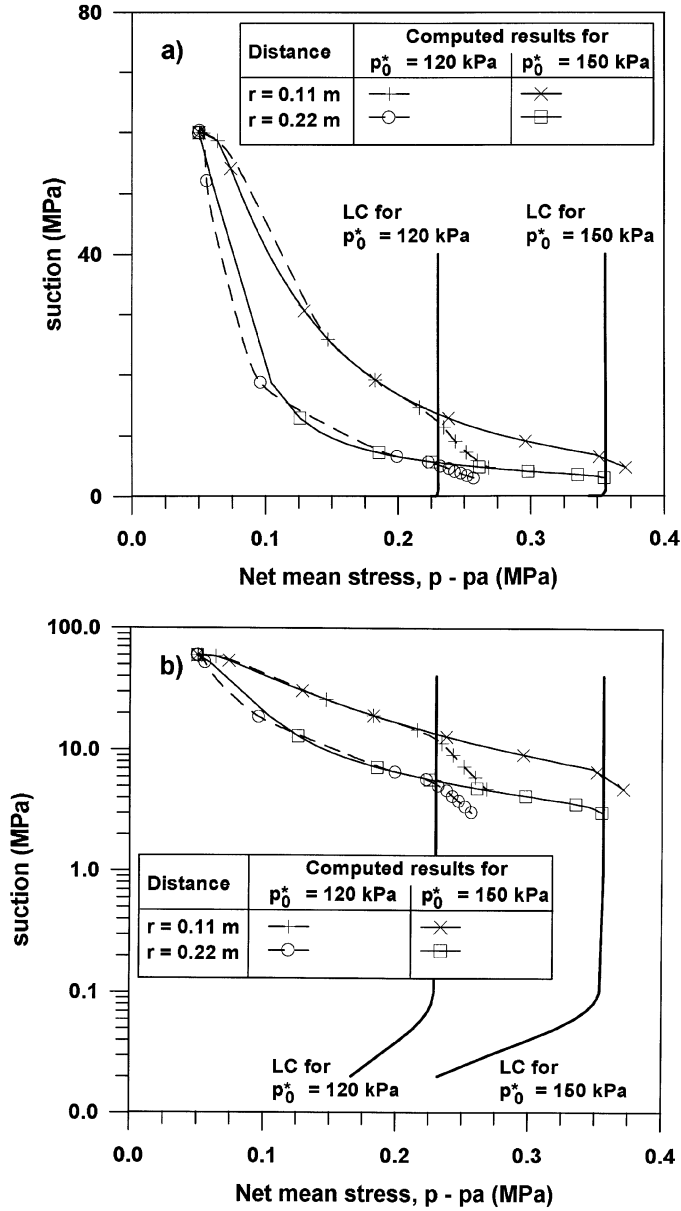 80
a)
Distance
Computed results for
p*0 = 120 kPa
p*0 = 150 kPa
r = 0.11 m
r = 0.22 m
LC for
p*0 = 120 kPa
LC for
p*0 = 150 kPa
40
0
suction (MPa)
0.0 0.1 0.2 0.3 0.4
Net mean stress, p - pa (MPa)
100.0
b)
10.0
1.0
0.1
0.0
suction (MPa)
Distance
Computed results for
p*0 = 120 kPa
p*0 = 150 kPa
r = 0.11 m
r = 0.22 m
LC for
p*0 = 120 kPa
LC for
p*0 = 150 kPa
0.0 0.1 0.2 0.3 0.4
Net mean stress, p - pa (MPa)